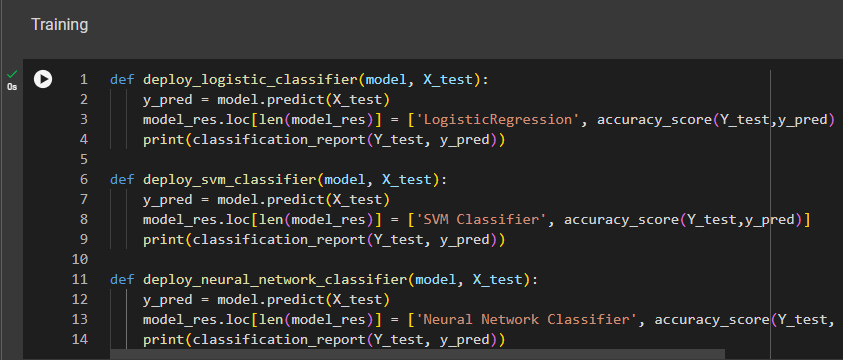 Training
0s
1 def deploy_logistic_classifier(model, X_test):
2     y_pred = model.predict(X_test)
3     model_res.loc[len(model_res)] = ['LogisticRegression', accuracy_score(Y_test,y_pred)
4     print(classification_report(Y_test, y_pred))
5
6 def deploy_svm_classifier(model, X_test):
7     y_pred = model.predict(X_test)
8     model_res.loc[len(model_res)] = ['SVM Classifier', accuracy_score(Y_test,y_pred)]
9     print(classification_report(Y_test, y_pred))
10
11 def deploy_neural_network_classifier(model, X_test):
12     y_pred = model.predict(X_test)
13     model_res.loc[len(model_res)] = ['Neural Network Classifier', accuracy_score(Y_test,
14     print(classification_report(Y_test, y_pred))